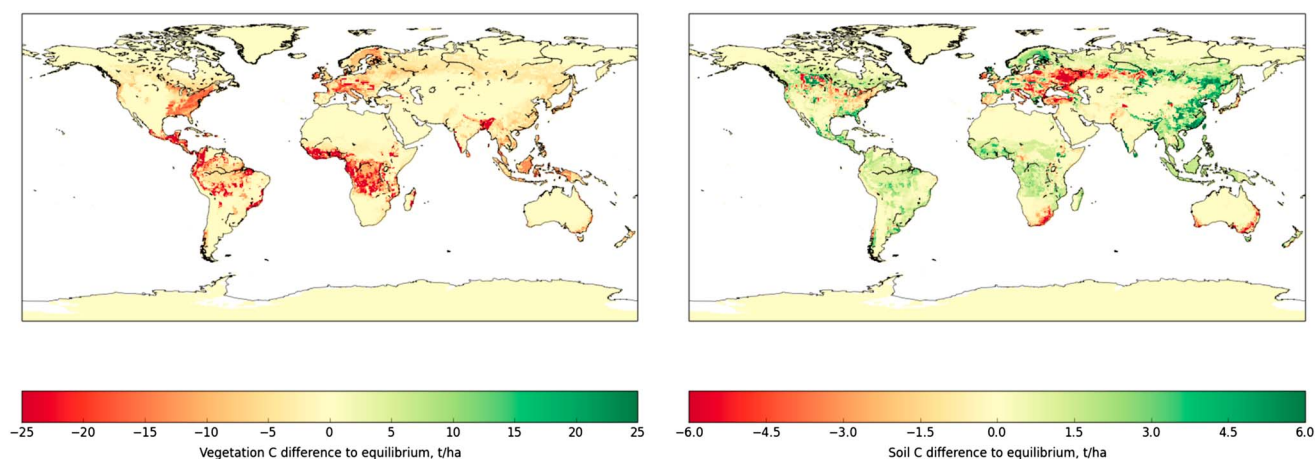 −25 −20 −15 −10 −5 0 5 10 15 20 25
Vegetation C difference to equilibrium, t/ha
−6.0 −4.5 −3.0 −1.5 0.0 1.5 3.0 4.5 6.0
Soil C difference to equilibrium, t/ha